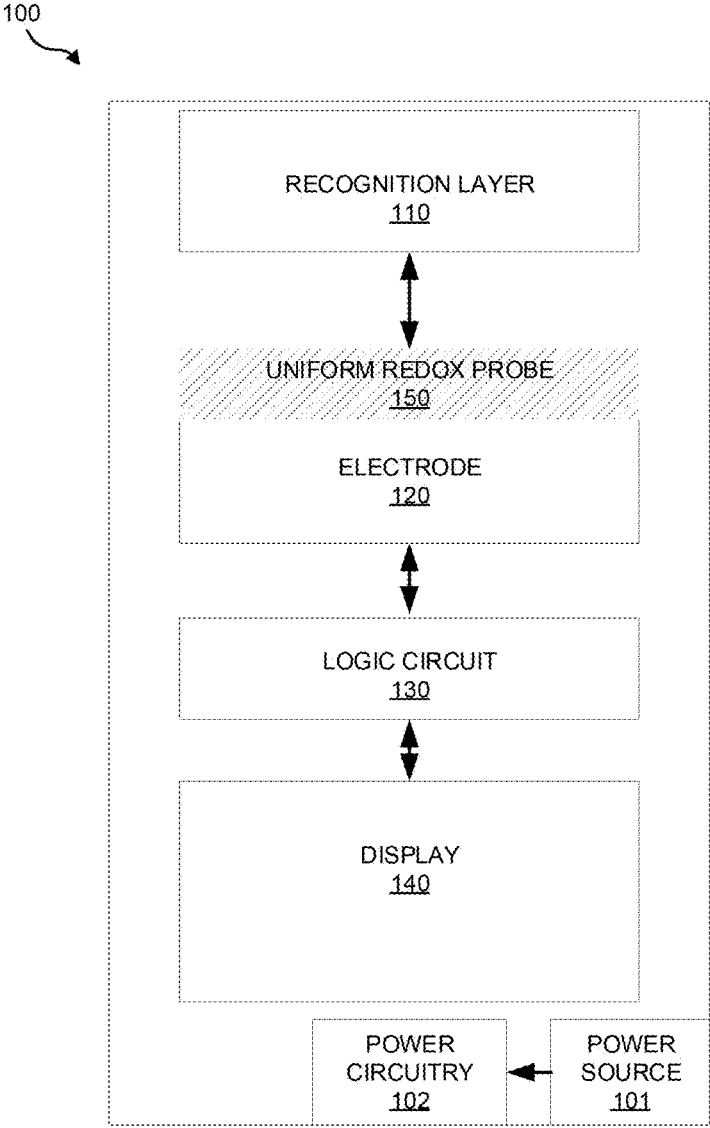 100
RECOGNITION LAYER
110
UNIFORM REDOX PROBE
150
ELECTRODE
120
LOGIC CIRCUIT
130
DISPLAY
140
POWER
CIRCUITRY
102
POWER
SOURCE
101